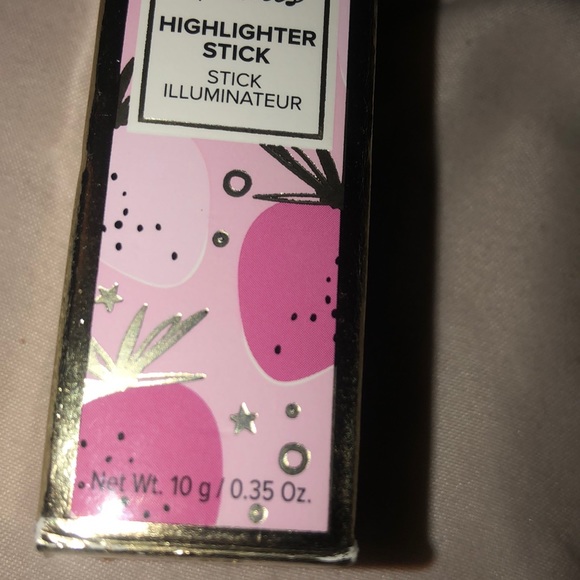 HIGHLIGHTER
STICK
STICK
ILLUMINATEUR
Net Wt. 10 g / 0.35 Oz.